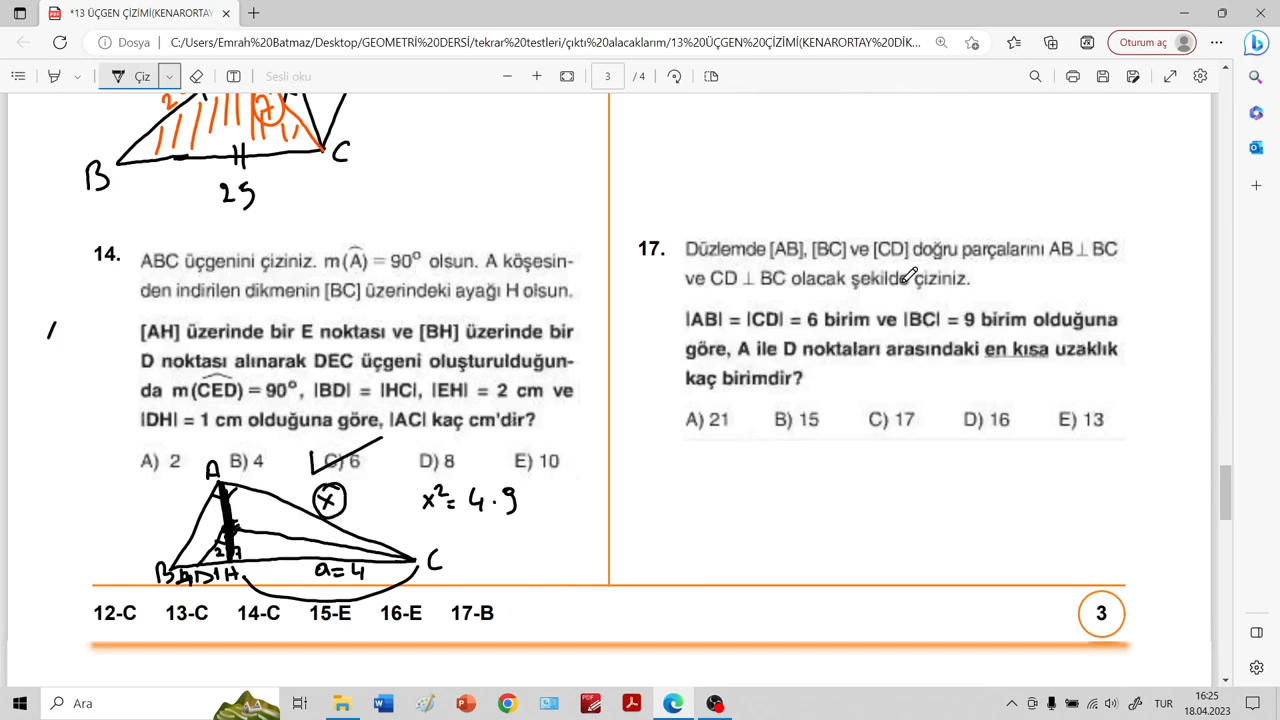 *13 ÜÇGEN ÇİZİMİ(KENARORTAY
Dosya
C:/Users/Emrah%20Batmaz/Desktop/GEOMETRİ%20DERSİ/tekrar%20testleri/çıktı%20alacaklarım/13%20ÜÇGEN%20ÇİZİMİ(KENARORTAY%20DİK...
Oturum aç
Çiz
Sesli oku
3
/ 4
B
C
25
14.
ABC üçgenini çiziniz. m(A) = 90° olsun. A köşesin-
den indirilen dikmenin [BC] üzerindeki ayağı H olsun.
[AH] üzerinde bir E noktası ve [BH] üzerinde bir
D noktası alınarak DEC üçgeni oluşturulduğun-
da m(CED) = 90°, |BD| = |HC|, |EH| = 2 cm ve
|DH| = 1 cm olduğuna göre, |AC| kaç cm'dir?
A) 2 B) 4 C) 6 D) 8 E) 10
A
x
x² = 4 . 9
B
D 1 H
a = 4
C
17.
Düzlemde [AB], [BC] ve [CD] doğru parçalarını AB ⊥ BC
ve CD ⊥ BC olacak şekilde çiziniz.
|AB| = |CD| = 6 birim ve |BC| = 9 birim olduğuna
göre, A ile D noktaları arasındaki en kısa uzaklık
kaç birimdir?
A) 21 B) 15 C) 17 D) 16 E) 13
12-C 13-C 14-C 15-E 16-E 17-B
3
Ara
TUR
16:25
18.04.2023